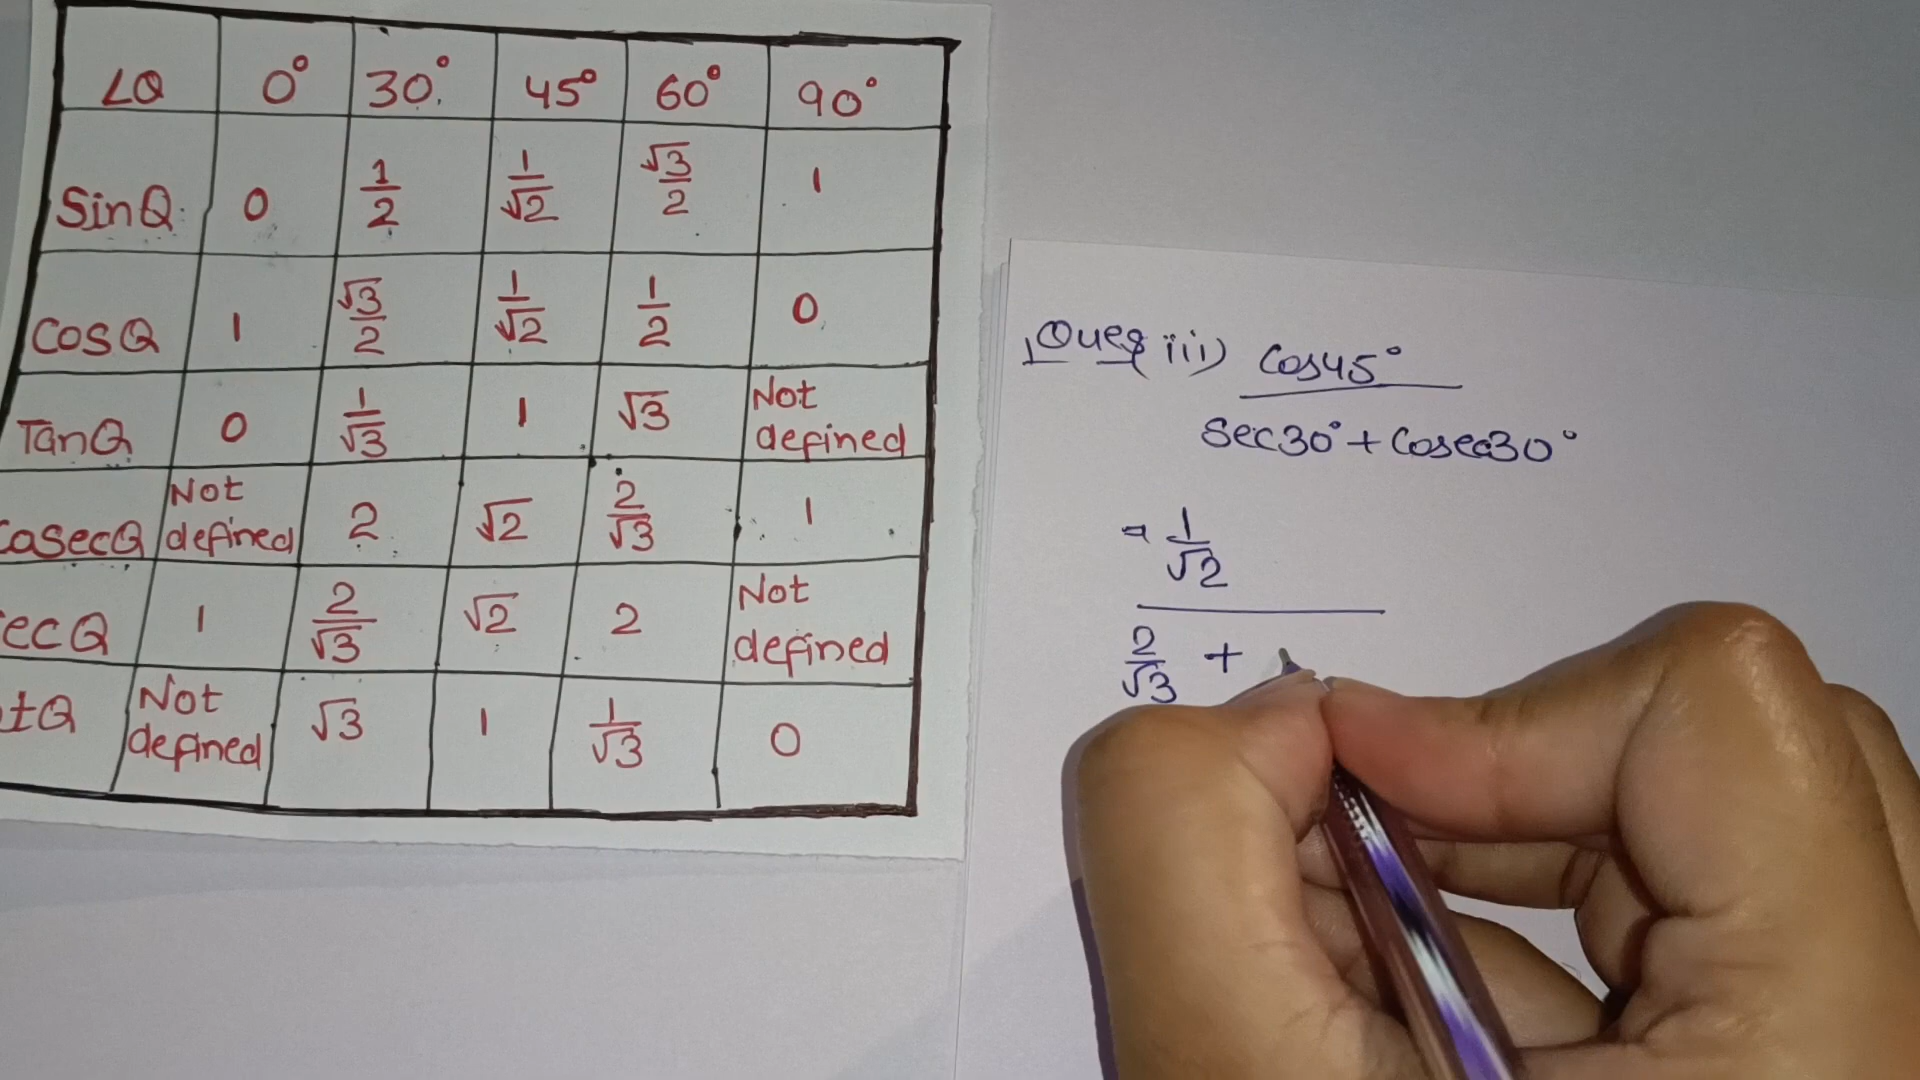 ∠Q 0° 30° 45° 60° 90°
SinQ 0 1/2 1/√2 √3/2 1
CosQ 1 √3/2 1/√2 1/2 0
TanQ 0 1/√3 1 √3 Not defined
CosecQ Not defined 2 √2 2/√3 1
ecQ 1 2/√3 √2 2 Not defined
tQ Not defined √3 1 1/√3 0
Ques iii) Cos45°
Sec30° + Cosec30°
= 1/√2
2/√3 +